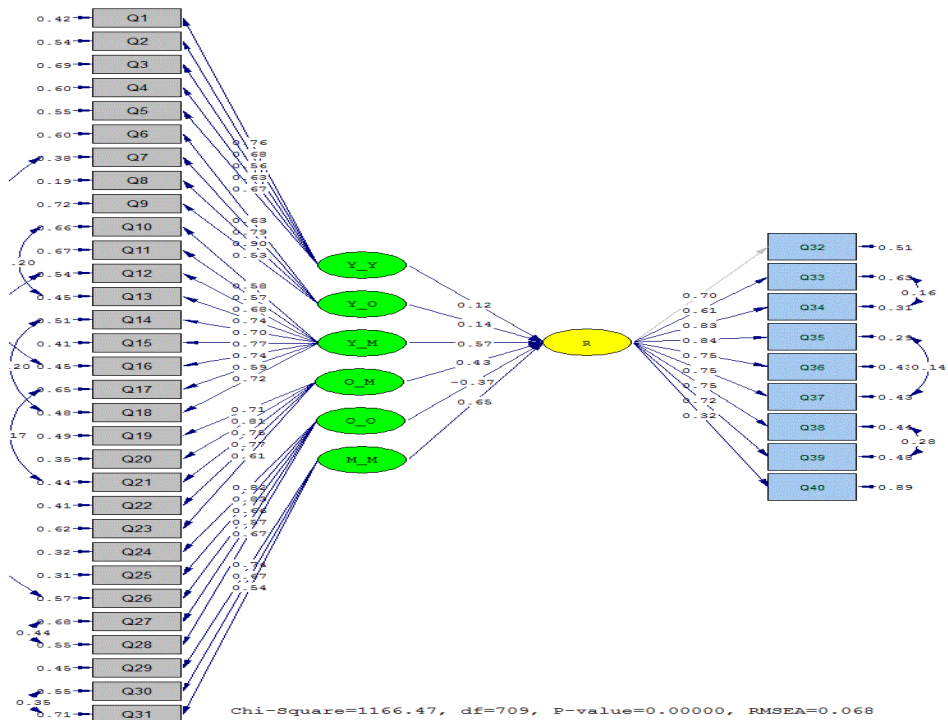 0.42 Q1
0.54 Q2
0.69 Q3
0.60 Q4
0.55 Q5
0.60 Q6
0.38 Q7
0.19 Q8
0.72 Q9
0.66 Q10
0.67 Q11
0.54 Q12
0.45 Q13
0.51 Q14
0.41 Q15
0.45 Q16
0.65 Q17
0.48 Q18
0.49 Q19
0.35 Q20
0.44 Q21
0.41 Q22
0.62 Q23
0.32 Q24
0.31 Q25
0.57 Q26
0.68 Q27
0.55 Q28
0.45 Q29
0.55 Q30
0.71 Q31
.20
20
17
0.44
0.35
0.76
0.68
0.56
0.63
0.67
0.63
0.79
0.90
0.53
0.58
0.57
0.68
0.74
0.70
0.77
0.74
0.59
0.72
0.71
0.81
0.77
0.61
0.83
0.67
0.74
0.67
0.54
Y_Y
Y_O
Y_M
O_M
O_O
M_M
0.12
0.14
0.57
0.43
-0.37
0.65
R
0.70
0.61
0.83
0.84
0.75
0.75
0.75
0.72
0.32
Q32 0.51
Q33 0.63
Q34 0.31
Q35 0.29
Q36
Q37 0.43
Q38 0.44
Q39 0.48
Q40 0.89
0.16
0.14
0.28
Chi-Square=1166.47, df=709, P-value=0.00000, RMSEA=0.068